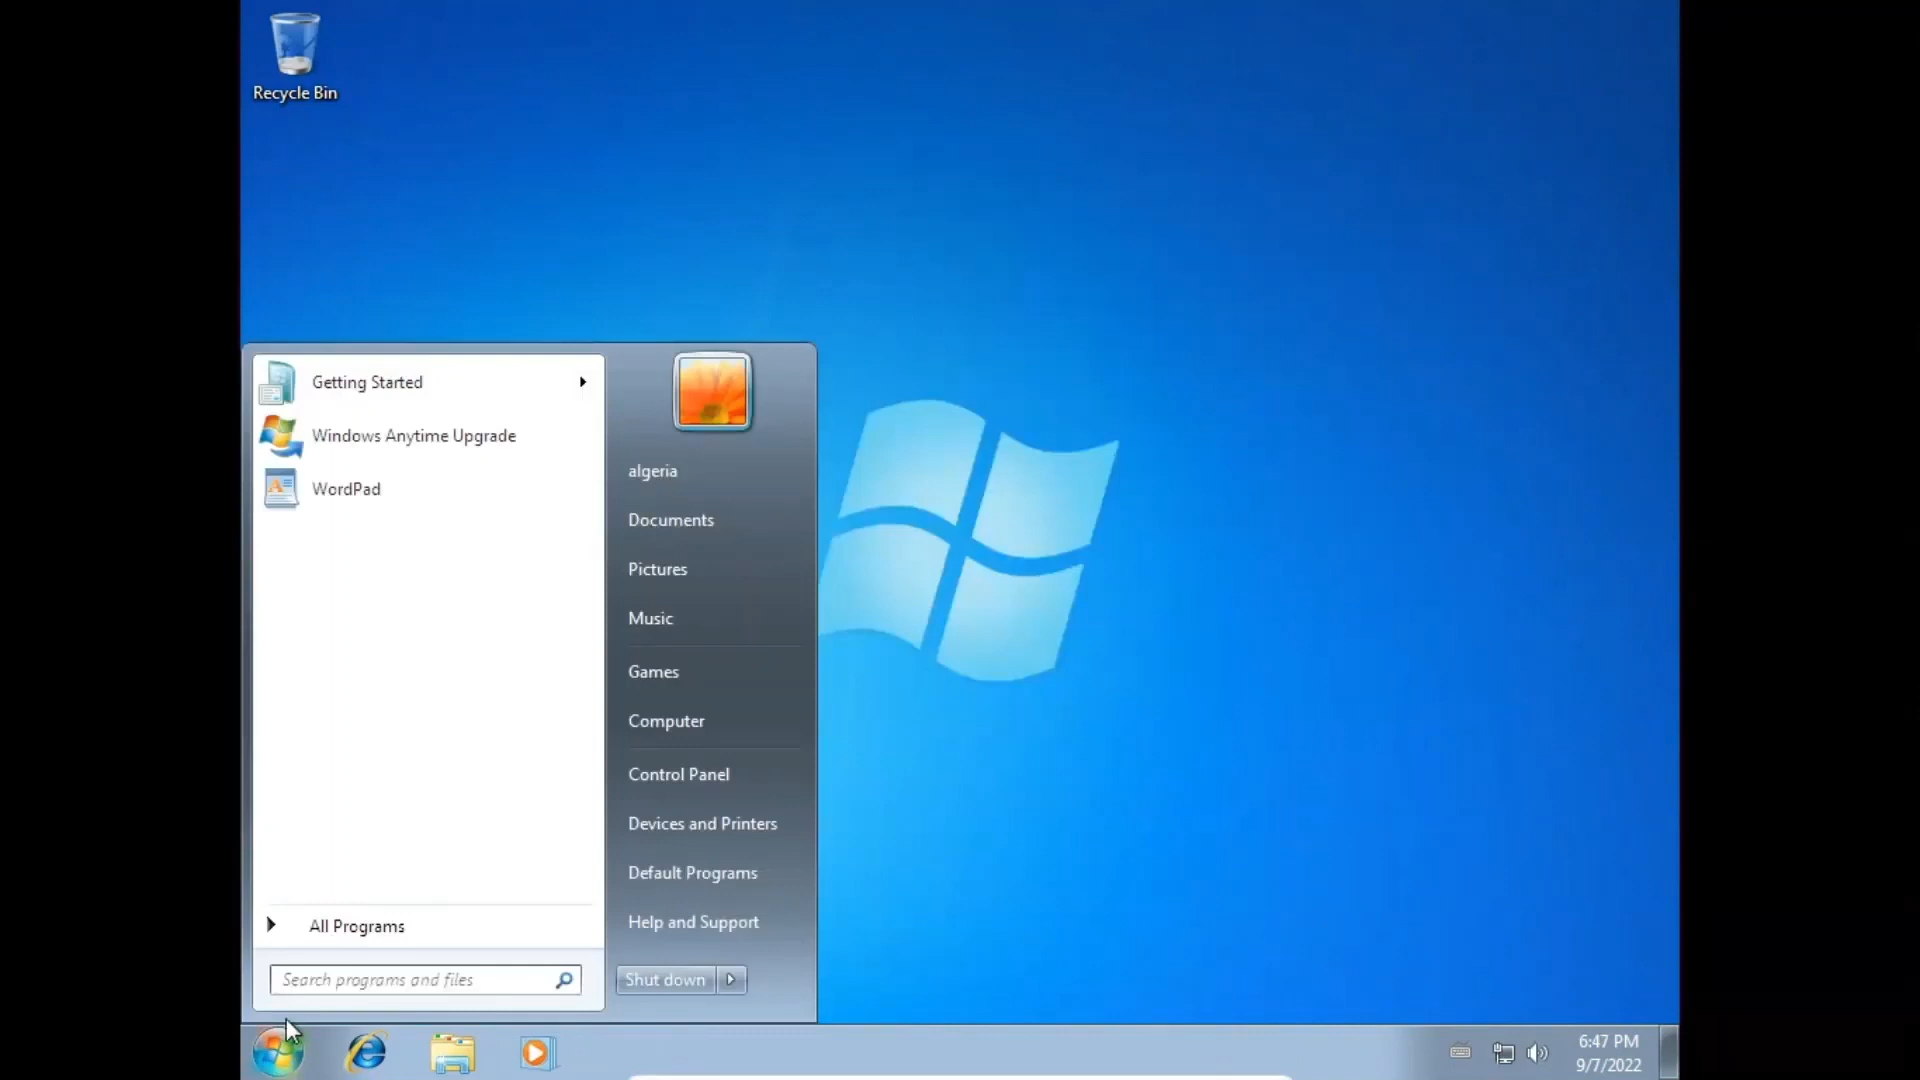 Recycle Bin
Getting Started
Windows Anytime Upgrade
WordPad
All Programs
Search programs and files
algeria
Documents
Pictures
Music
Games
Computer
Control Panel
Devices and Printers
Default Programs
Help and Support
Shut down
6:47 PM
9/7/2022